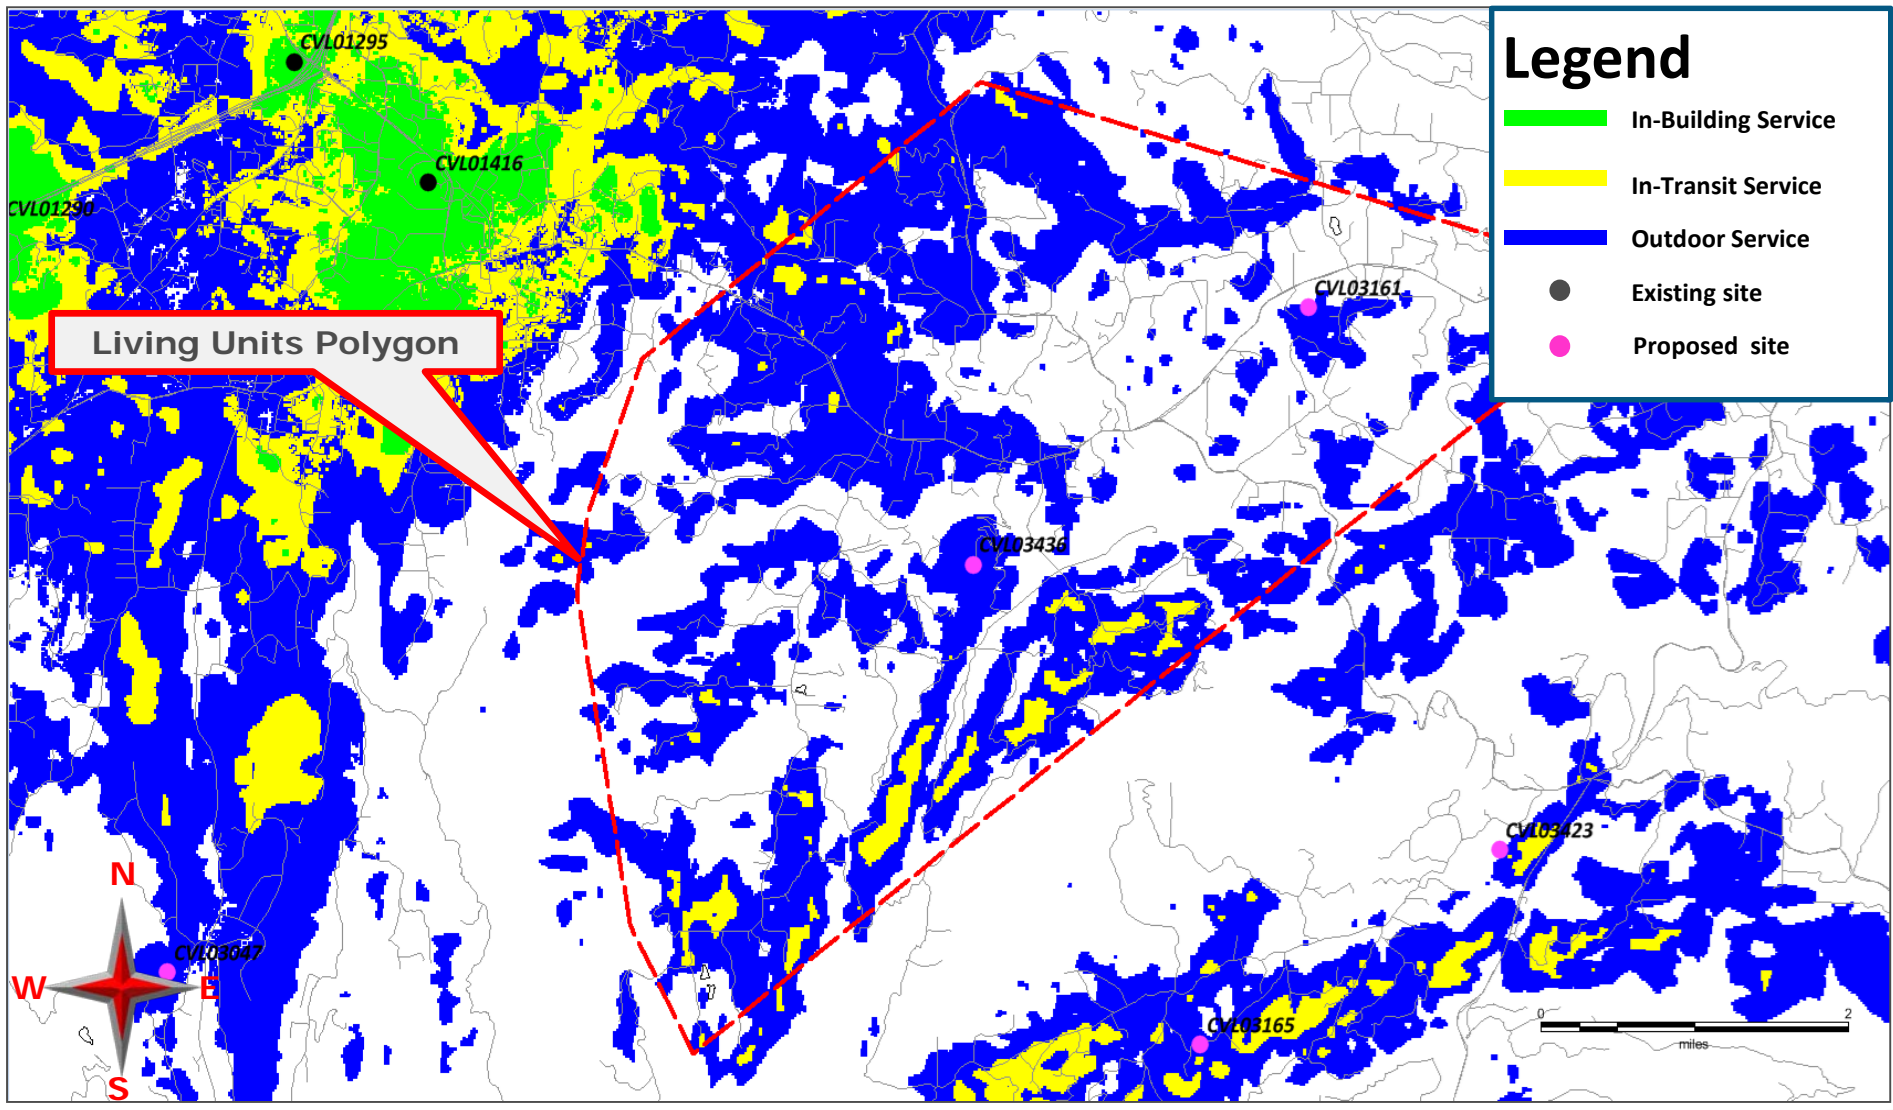 CVL01295
CVL01416
CVL01290
Living Units Polygon
CVL03161
CVL03436
CVL03423
CVL03047
CVL03165
N
W
E
S
Legend
In-Building Service
In-Transit Service
Outdoor Service
Existing site
Proposed site
0
2
miles